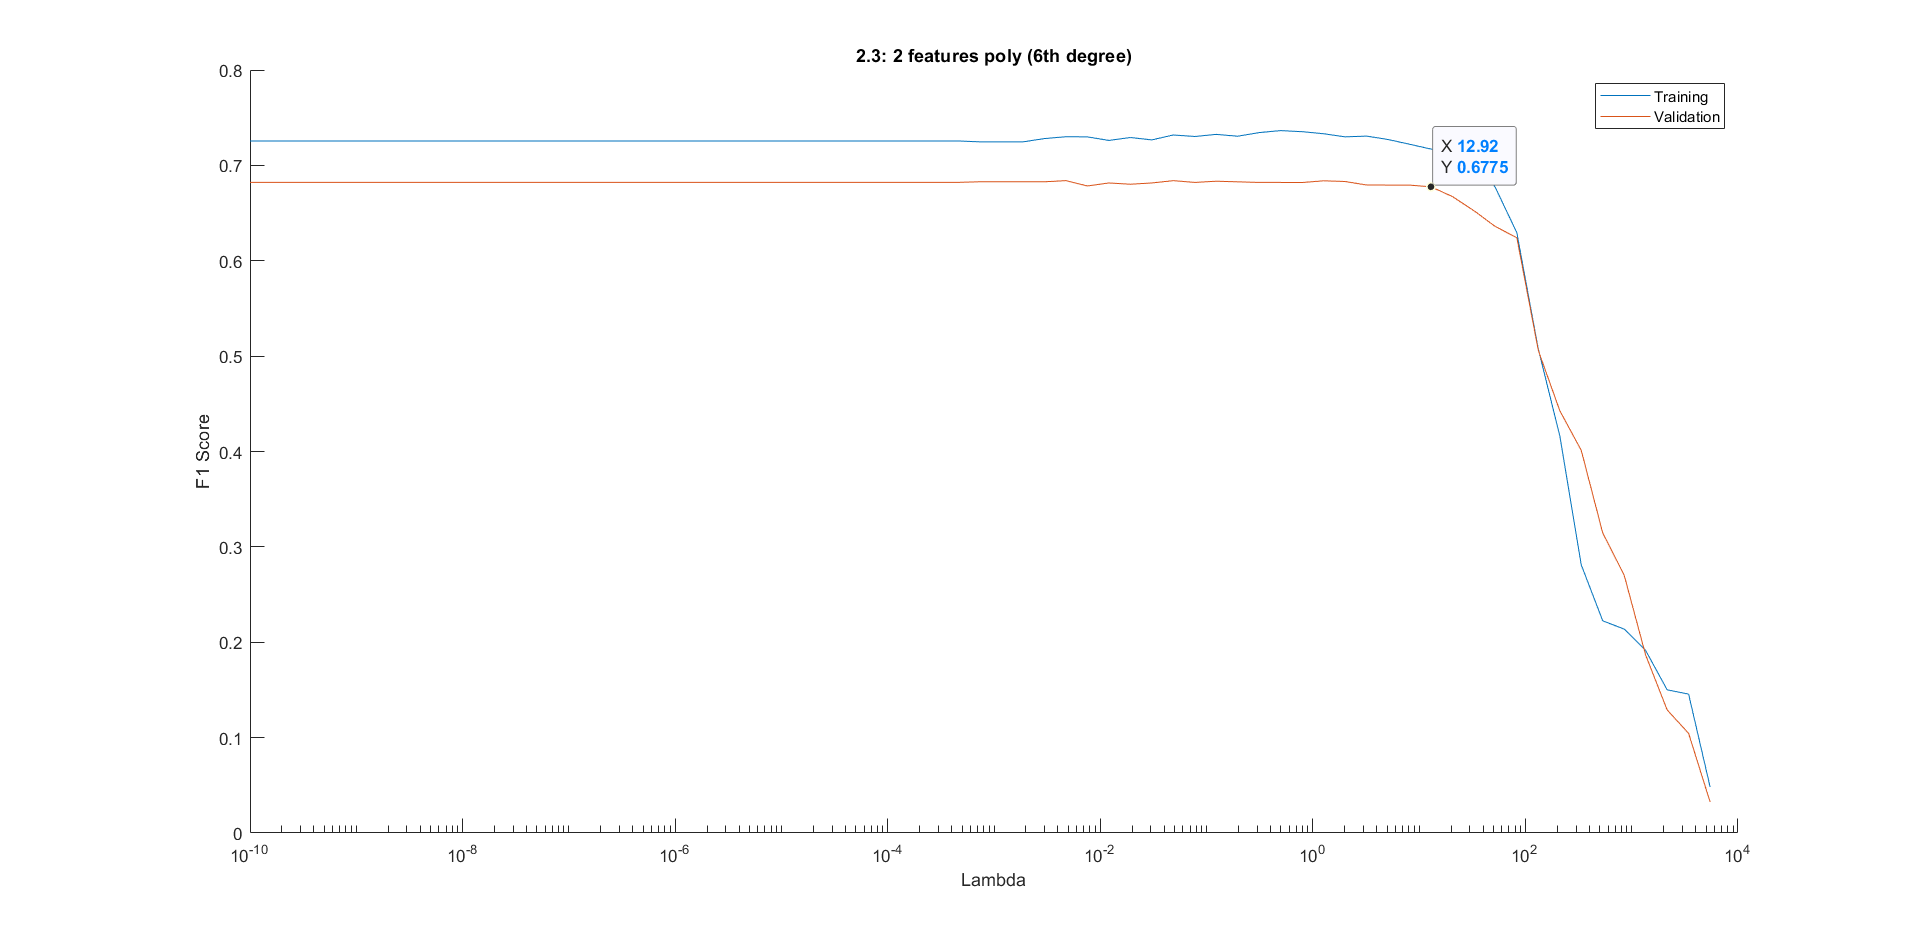 2.3: 2 features poly (6th degree)
Training
Validation
X 12.92
Y 0.6775
F1 Score
0.8
0.7
0.6
0.5
0.4
0.3
0.2
0.1
0
10^-10 10^-8 10^-6 10^-4 10^-2 10^0 10^2 10^4
Lambda